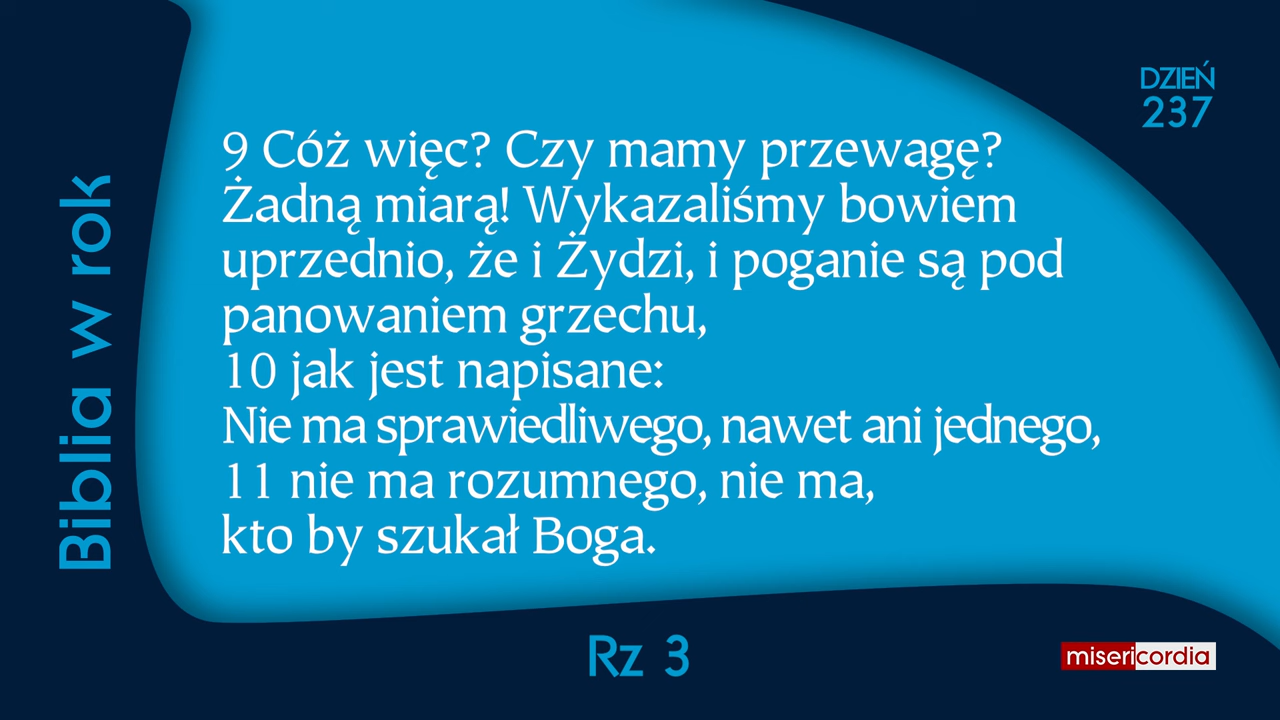 DZIEŃ
237
Biblia w rok
9 Cóż więc? Czy mamy przewagę?
Żadną miarą! Wykazaliśmy bowiem
uprzednio, że i Żydzi, i poganie są pod
panowaniem grzechu,
10 jak jest napisane:
Nie ma sprawiedliwego, nawet ani jednego,
11 nie ma rozumnego, nie ma,
kto by szukał Boga.
Rz 3
misericordia